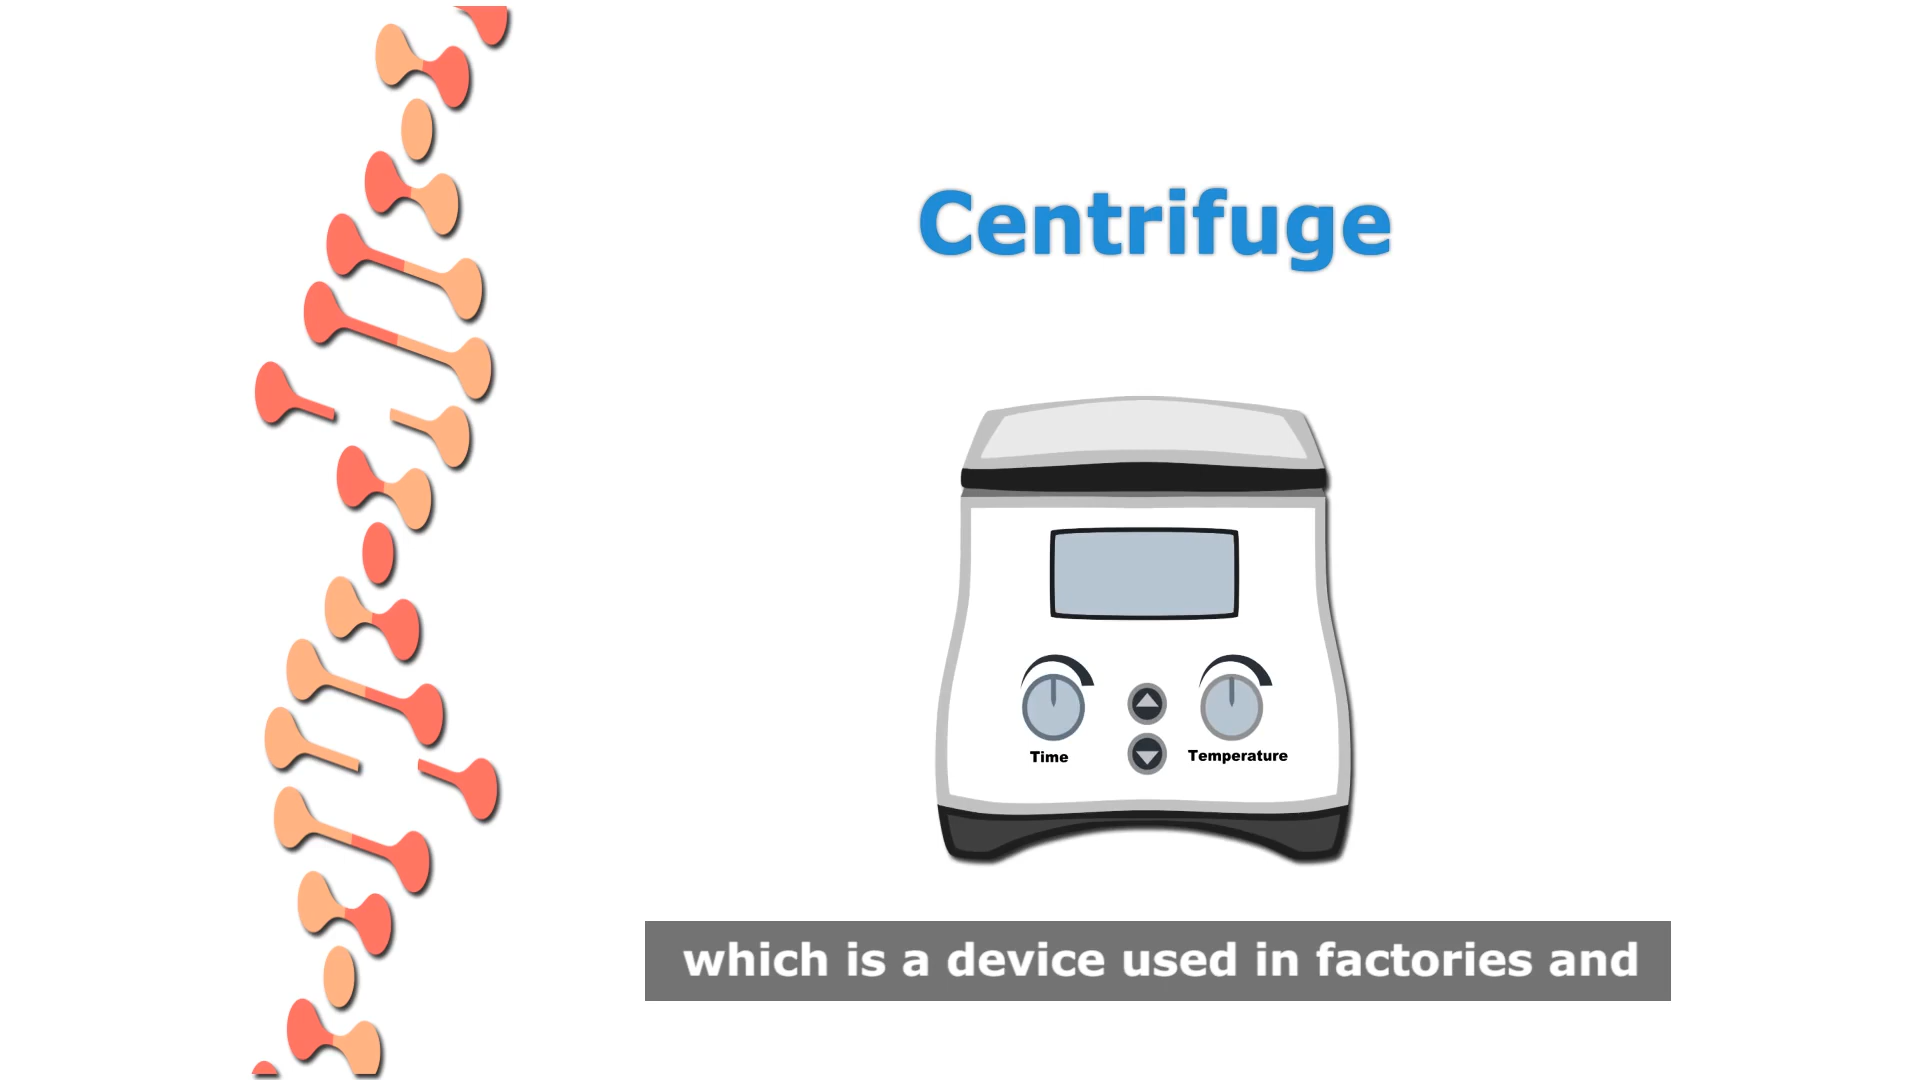 Centrifuge
Time
Temperature
which is a device used in factories and